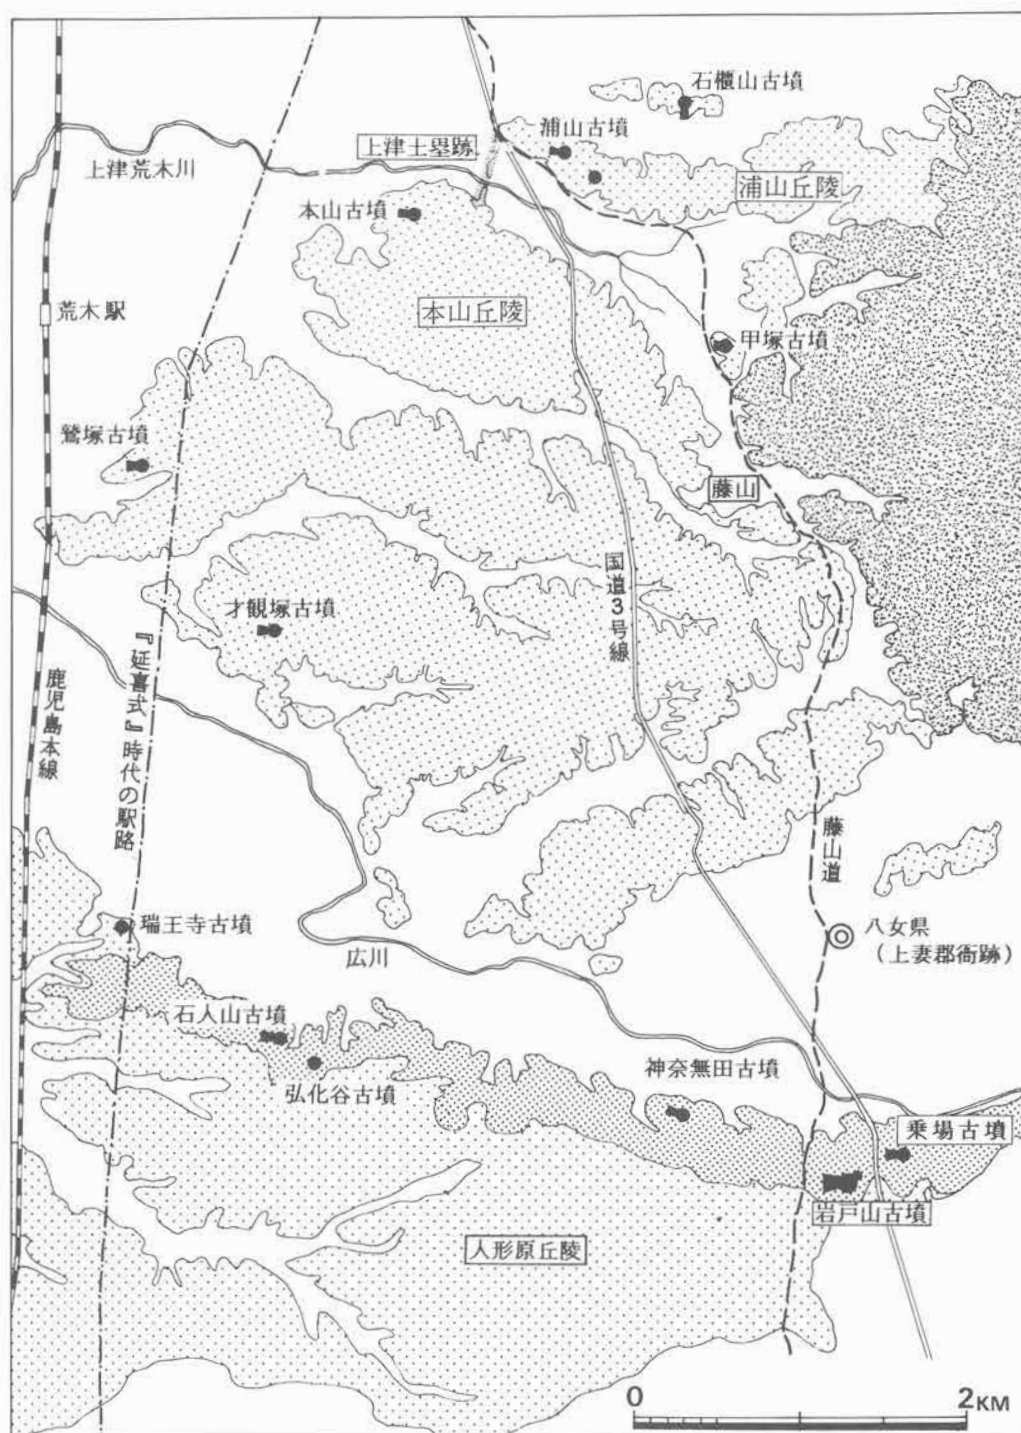 石櫃山古墳
浦山古墳
上津土塁跡
上津荒木川
浦山丘陵
本山古墳
荒木駅
本山丘陵
甲塚古墳
鷲塚古墳
藤山
国道3号線
才観塚古墳
『延喜式』時代の駅路
鹿児島本線
藤山道
瑞王寺古墳
八女県
(上妻郡衙跡)
広川
石人山古墳
神奈無田古墳
弘化谷古墳
乗場古墳
岩戸山古墳
人形原丘陵
0 2KM